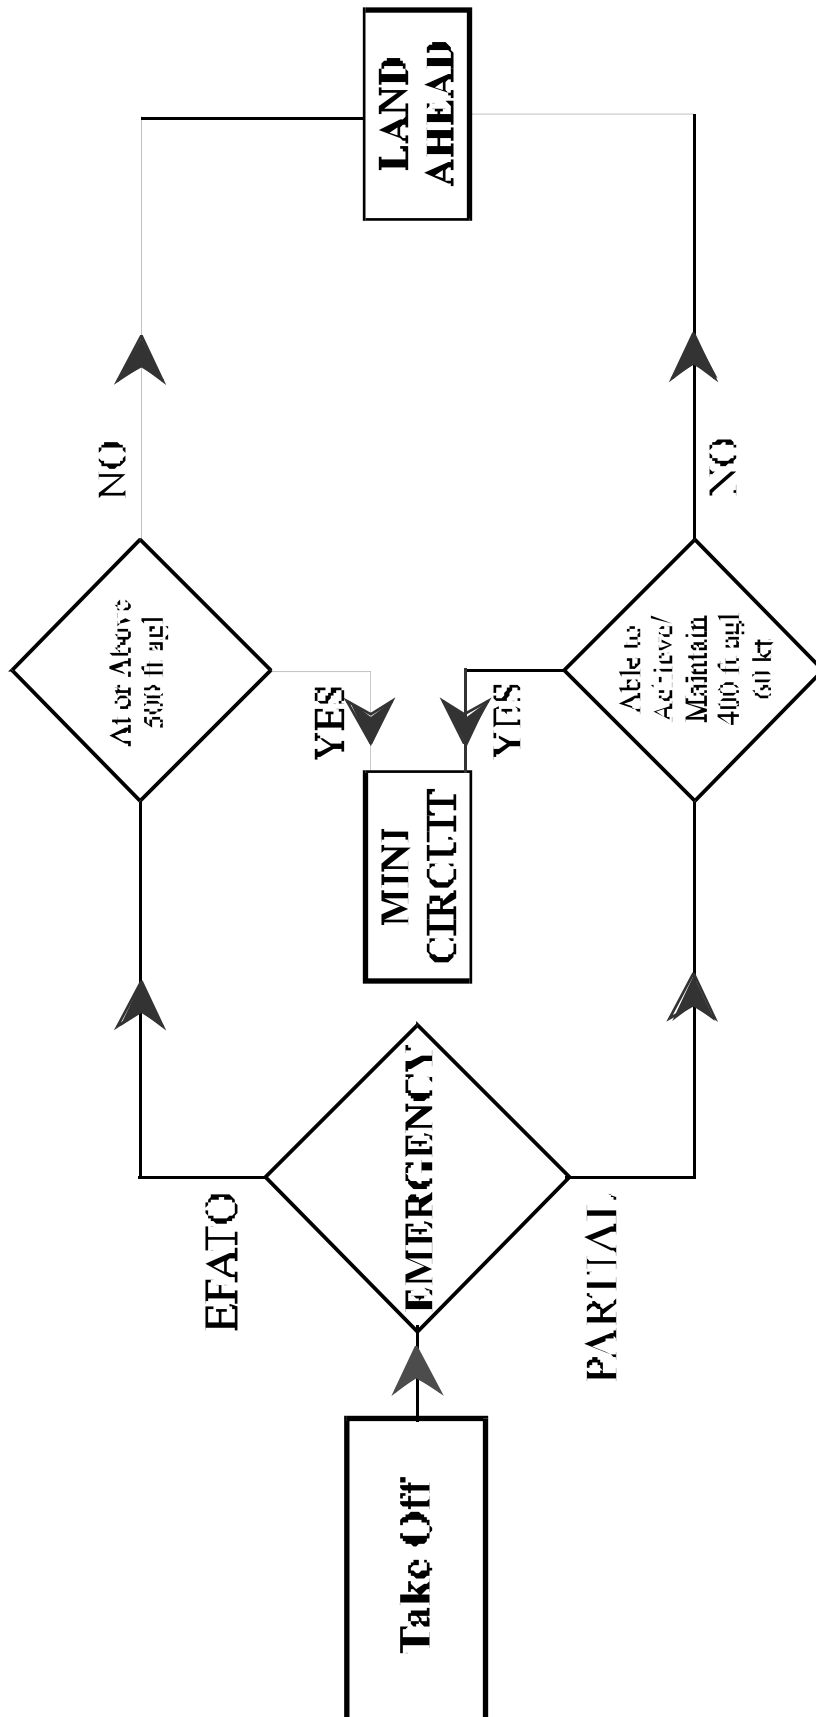 Take Off
EMERGENCY
EFATO
PARTIAL
At or Above
500 ft agl
Able to
Achieve/
Maintain
400 ft agl
60 kt
YES
YES
MINI
CIRCUIT
NO
NO
LAND
AHEAD